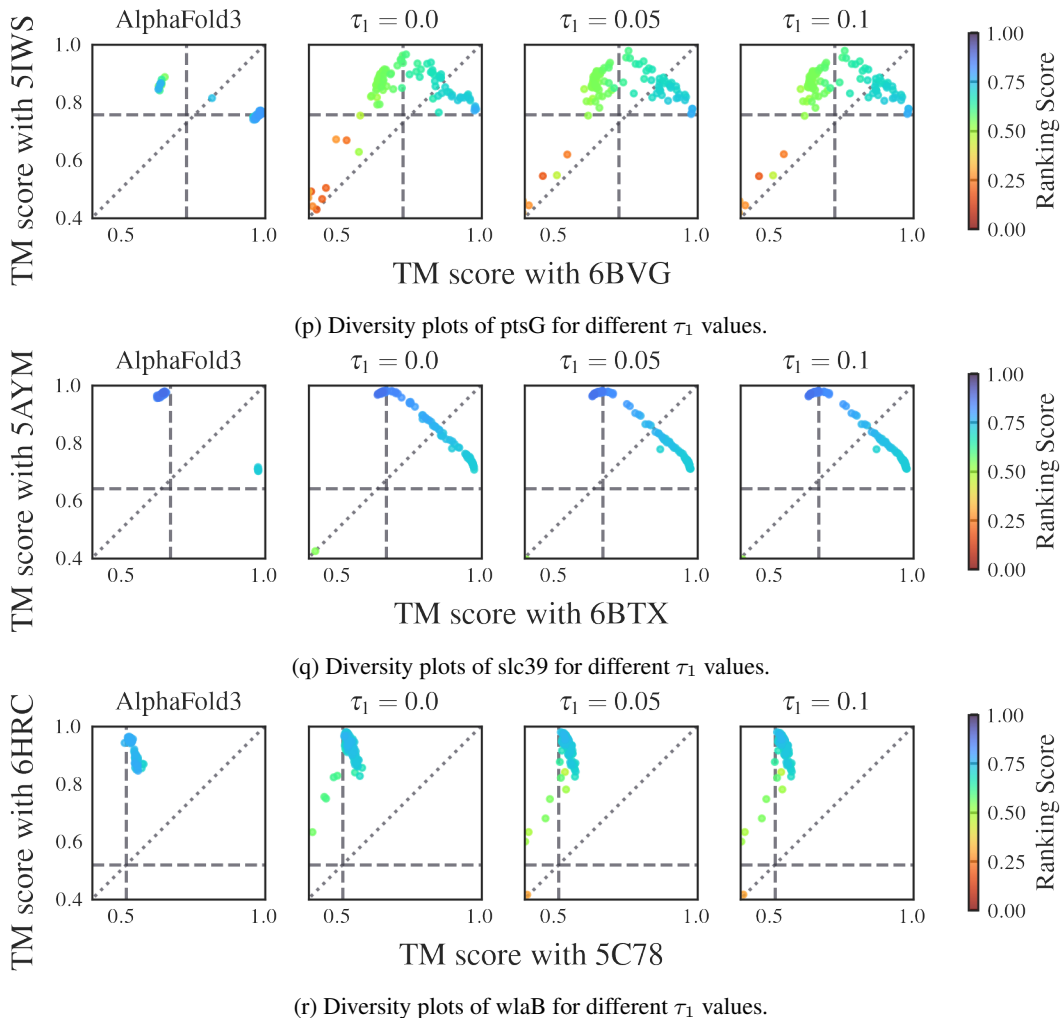 AlphaFold3 τ₁ = 0.0 τ₁ = 0.05 τ₁ = 0.1
TM score with 5IWS
1.0
0.8
0.6
0.4
0.5 1.0 0.5 1.0 0.5 1.0 0.5 1.0
TM score with 6BVG
1.00
0.75
0.50
0.25
0.00
Ranking Score
(p) Diversity plots of ptsG for different τ₁ values.
AlphaFold3 τ₁ = 0.0 τ₁ = 0.05 τ₁ = 0.1
TM score with 5AYM
1.0
0.8
0.6
0.4
0.5 1.0 0.5 1.0 0.5 1.0 0.5 1.0
TM score with 6BTX
1.00
0.75
0.50
0.25
0.00
Ranking Score
(q) Diversity plots of slc39 for different τ₁ values.
AlphaFold3 τ₁ = 0.0 τ₁ = 0.05 τ₁ = 0.1
TM score with 6HRC
1.0
0.8
0.6
0.4
0.5 1.0 0.5 1.0 0.5 1.0 0.5 1.0
TM score with 5C78
1.00
0.75
0.50
0.25
0.00
Ranking Score
(r) Diversity plots of wlaB for different τ₁ values.